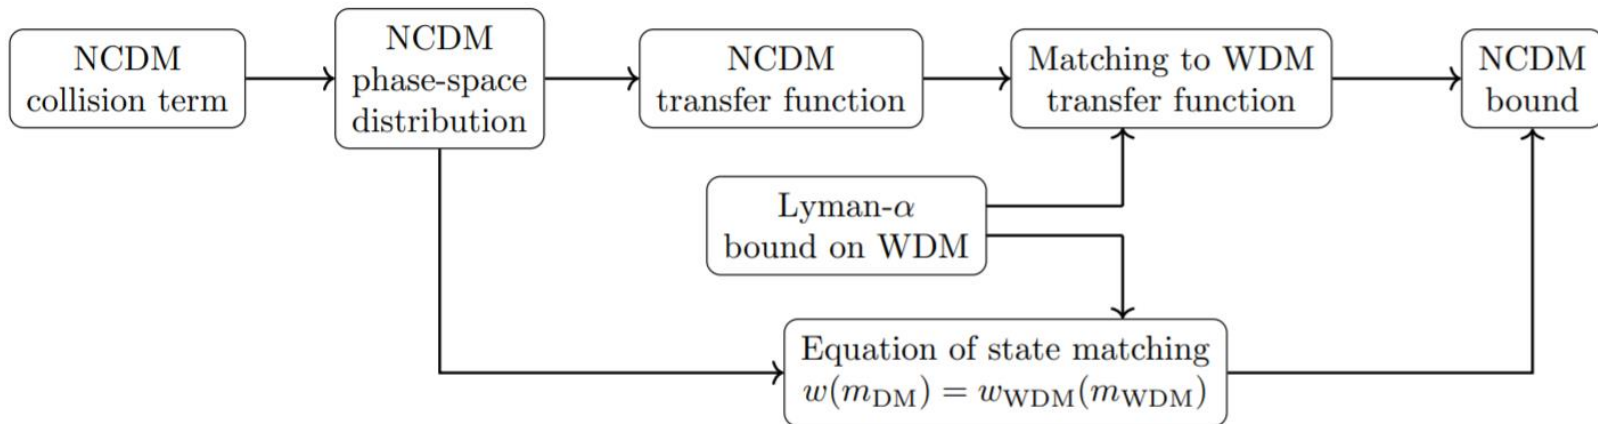 NCDM
collision term
NCDM
phase-space
distribution
NCDM
transfer function
Matching to WDM
transfer function
NCDM
bound
Lyman-α
bound on WDM
Equation of state matching
w(m_DM) = w_WDM(m_WDM)